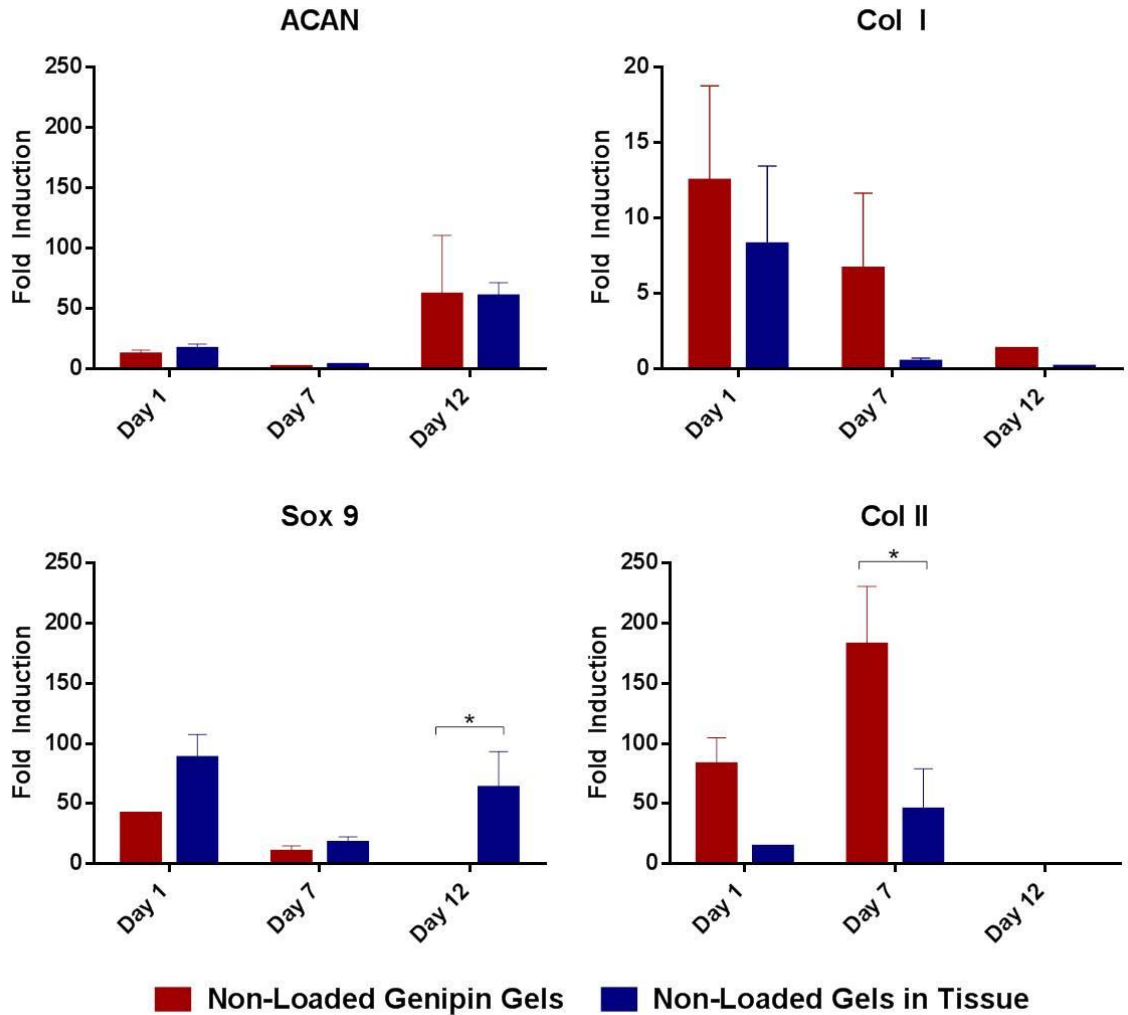 ACAN
Fold Induction
250
200
150
100
50
0
Day 1
Day 7
Day 12
Col I
Fold Induction
20
15
10
5
0
Day 1
Day 7
Day 12
Sox 9
Fold Induction
250
200
150
100
50
0
*
Day 1
Day 7
Day 12
Col II
Fold Induction
250
200
150
100
50
0
*
Day 1
Day 7
Day 12
Non-Loaded Genipin Gels
Non-Loaded Gels in Tissue